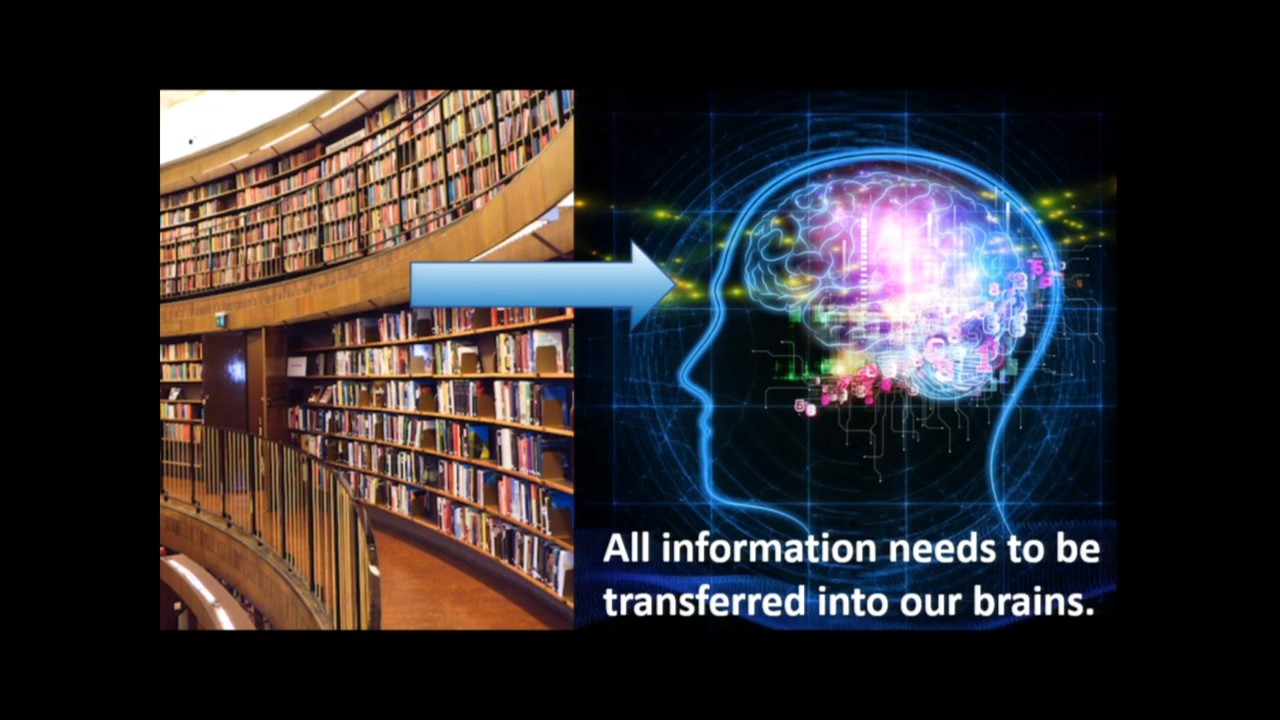 All information needs to be
transferred into our brains.